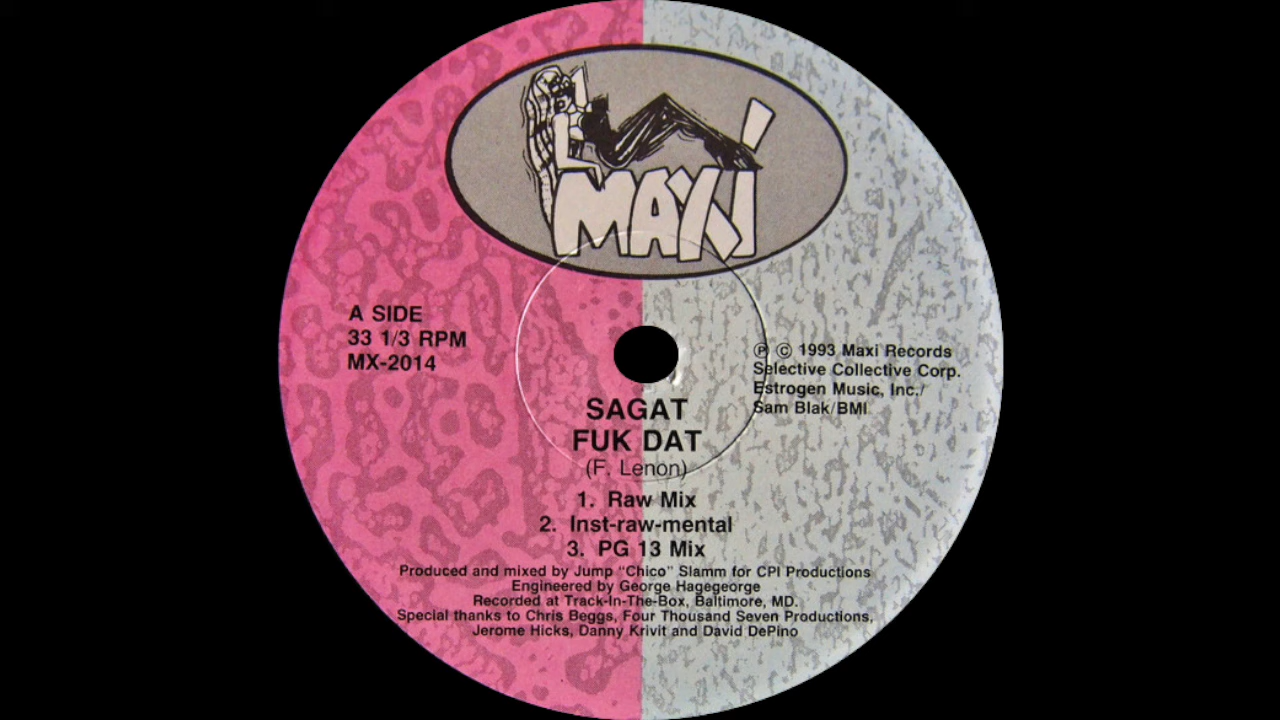 MAXI
A SIDE
33 1/3 RPM
MX-2014
℗ © 1993 Maxi Records
Selective Collective Corp.
Estrogen Music, Inc./
Sam Blak/BMI
SAGAT
FUK DAT
(F. Lenon)
1. Raw Mix
2. Inst-raw-mental
3. PG 13 Mix
Produced and mixed by Jump "Chico" Slamm for CPI Productions
Engineered by George Hagegeorge
Recorded at Track-In-The-Box, Baltimore, MD.
Special thanks to Chris Beggs, Four Thousand Seven Productions,
Jerome Hicks, Danny Krivit and David DePino